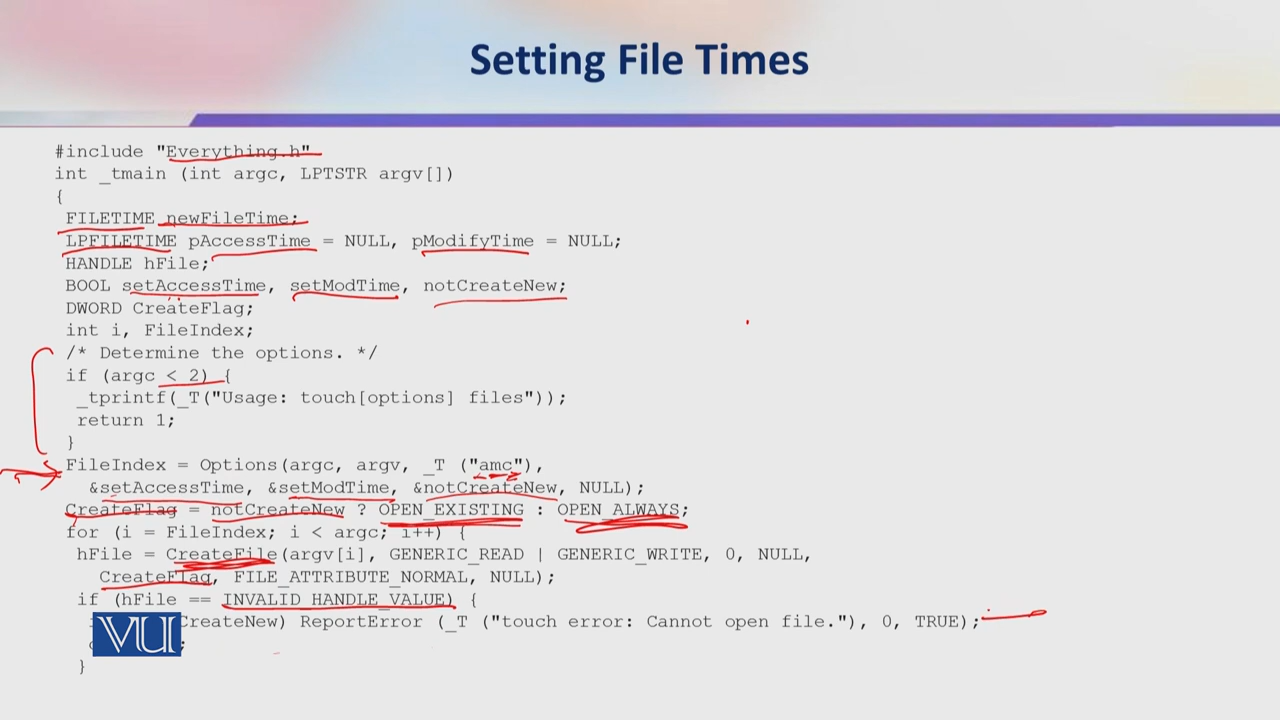 Setting File Times
#include "Everything.h"
int _tmain (int argc, LPTSTR argv[])
{
FILETIME newFileTime;
LPFILETIME pAccessTime = NULL, pModifyTime = NULL;
HANDLE hFile;
BOOL setAccessTime, setModTime, notCreateNew;
DWORD CreateFlag;
int i, FileIndex;
/* Determine the options. */
if (argc < 2) {
_tprintf(_T("Usage: touch[options] files"));
return 1;
}
FileIndex = Options(argc, argv, _T ("amc"),
&setAccessTime, &setModTime, &notCreateNew, NULL);
CreateFlag = notCreateNew ? OPEN_EXISTING : OPEN_ALWAYS;
for (i = FileIndex; i < argc; i++) {
hFile = CreateFile(argv[i], GENERIC_READ | GENERIC_WRITE, 0, NULL,
CreateFlag, FILE_ATTRIBUTE_NORMAL, NULL);
if (hFile == INVALID_HANDLE_VALUE) {
CreateNew) ReportError (_T ("touch error: Cannot open file."), 0, TRUE);
VU ;
}